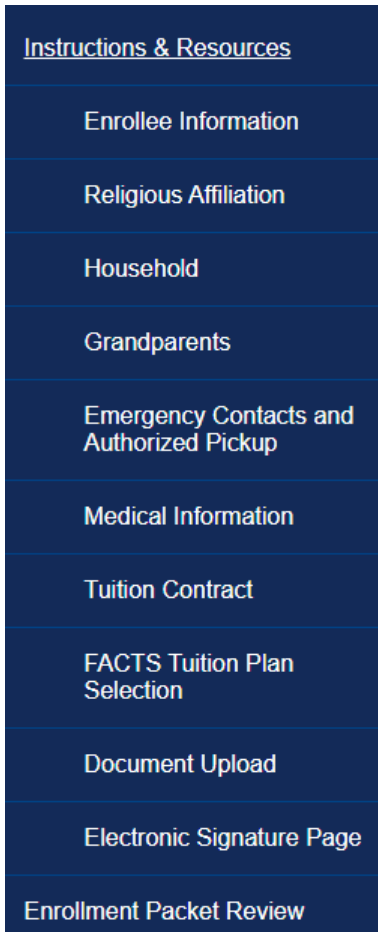 Instructions & Resources
Enrollee Information
Religious Affiliation
Household
Grandparents
Emergency Contacts and
Authorized Pickup
Medical Information
Tuition Contract
FACTS Tuition Plan
Selection
Document Upload
Electronic Signature Page
Enrollment Packet Review